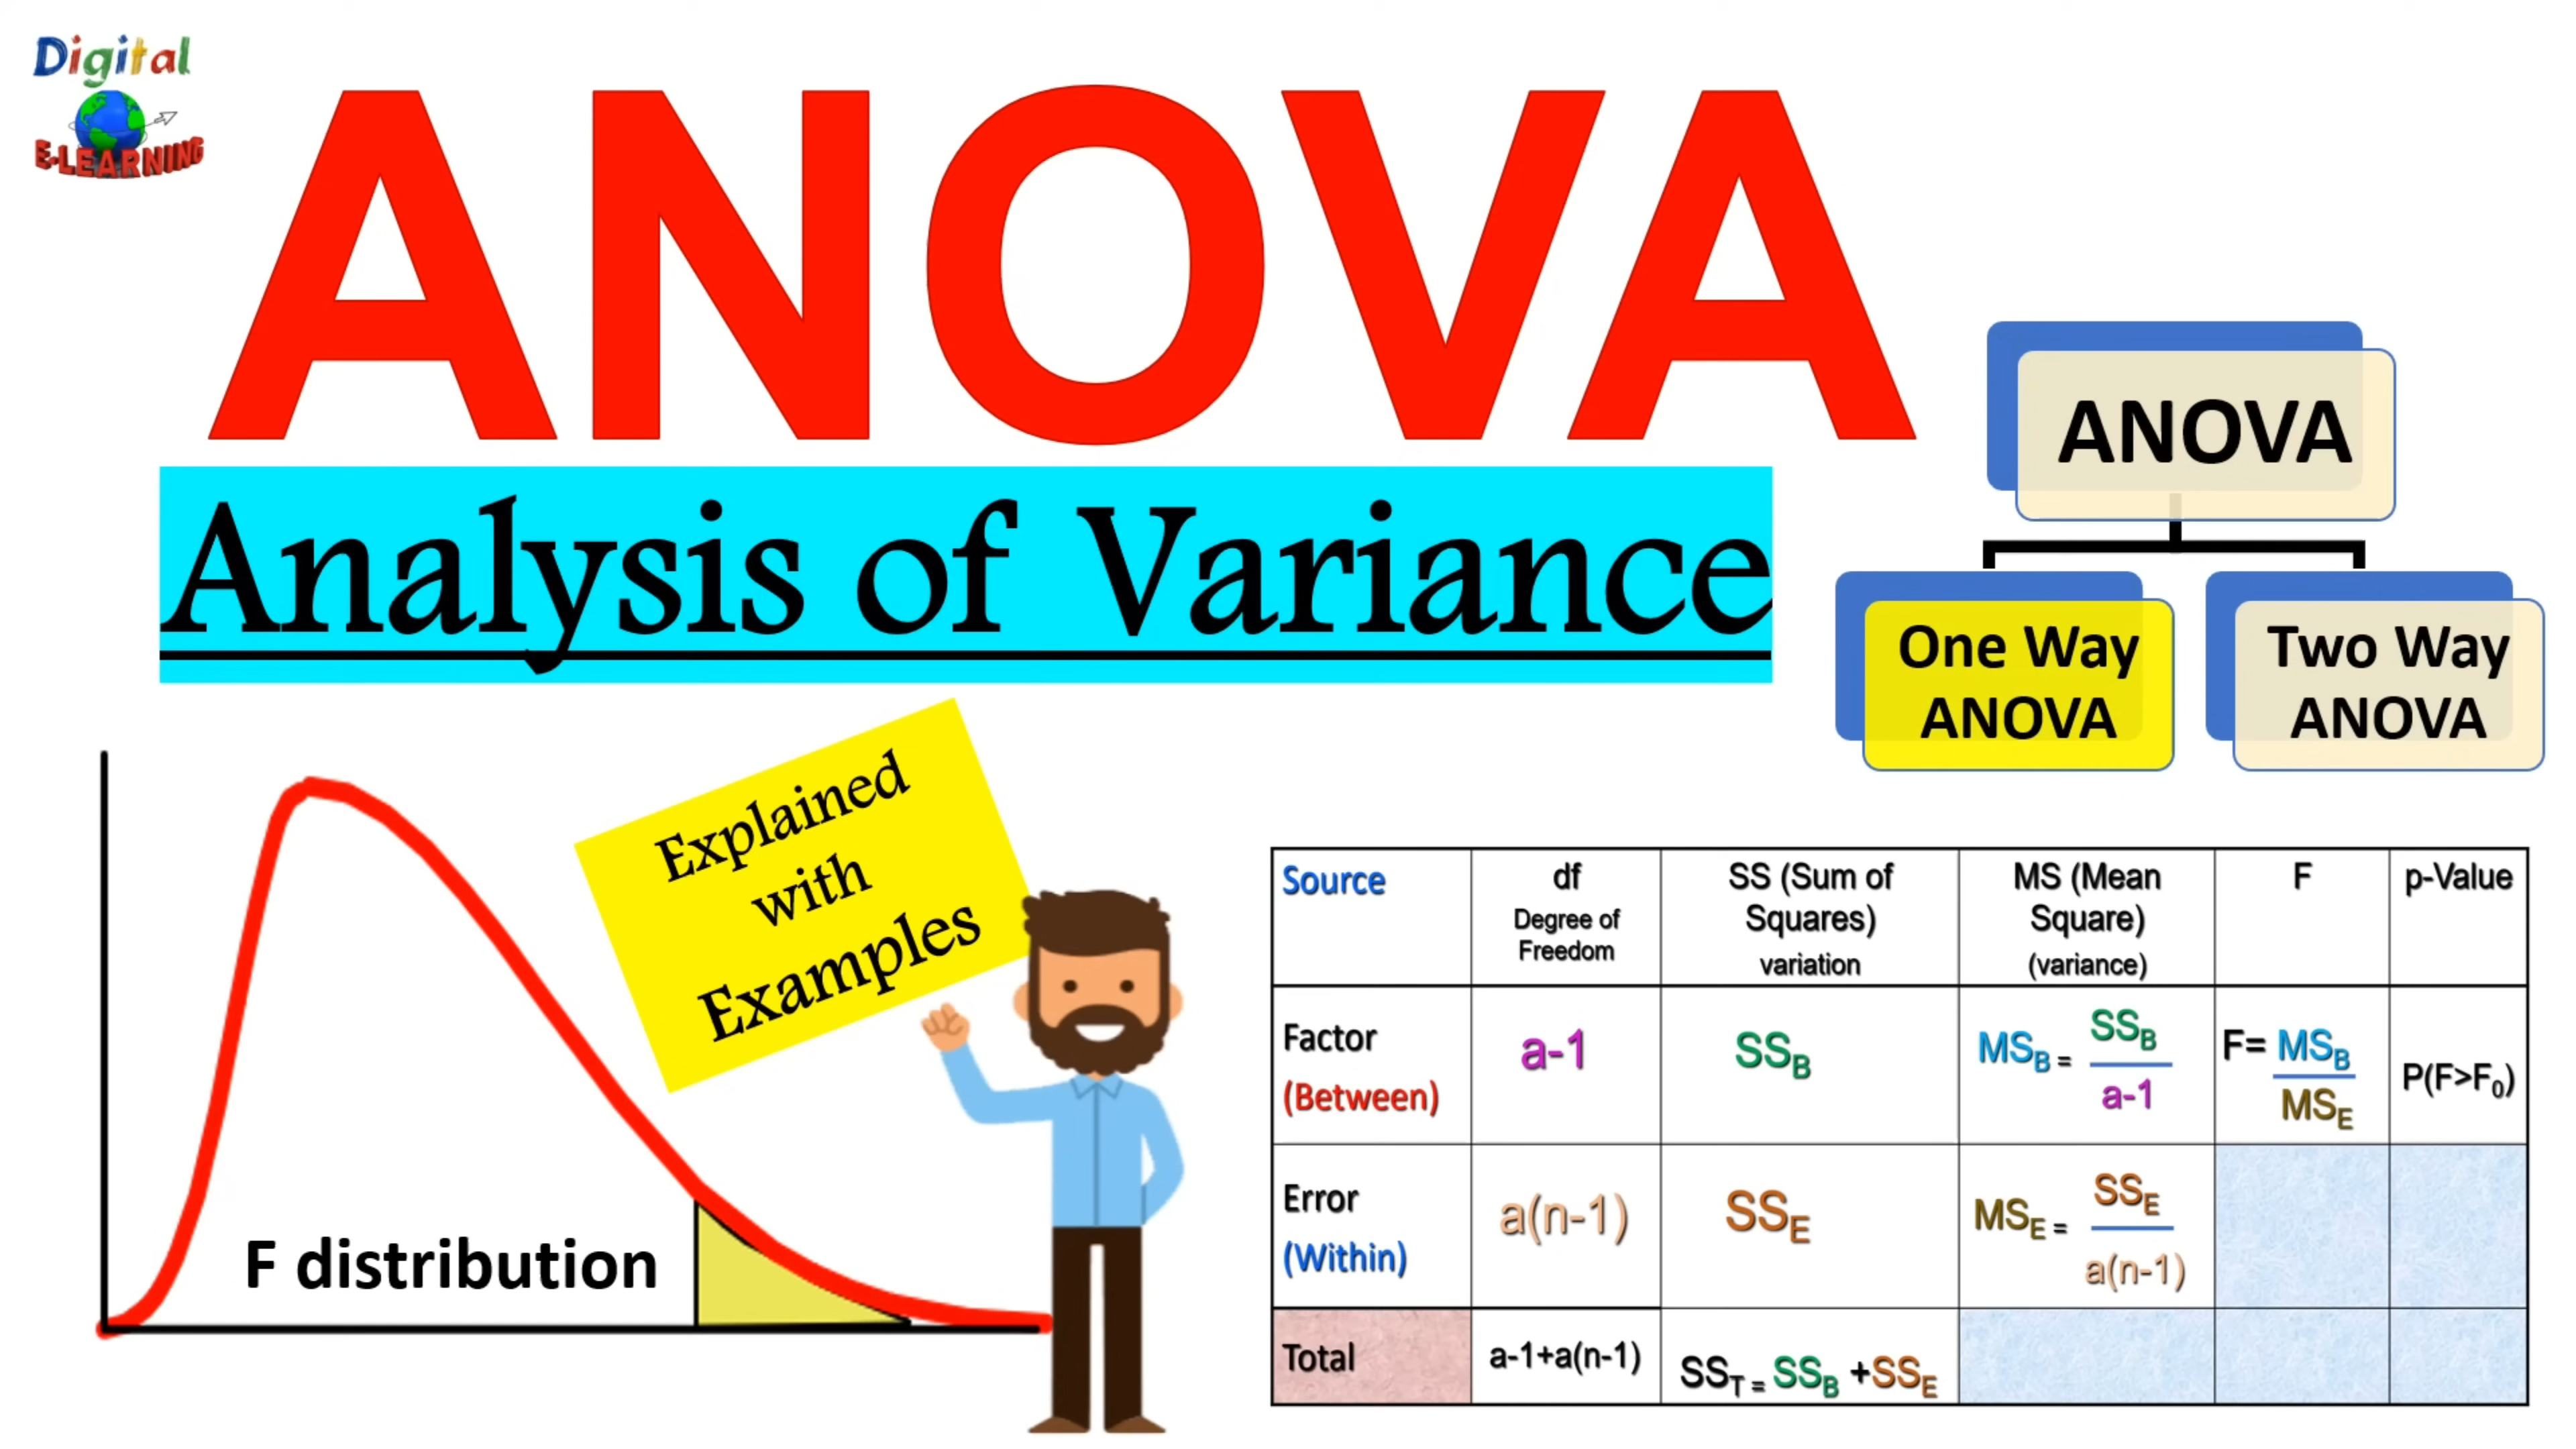 Digital
E-LEARNING
ANOVA
Analysis of Variance
ANOVA
One Way
ANOVA
Two Way
ANOVA
Explained
with
Examples
F distribution
Source
df
Degree of
Freedom
SS (Sum of
Squares)
variation
MS (Mean
Square)
(variance)
F
p-Value
Factor
(Between)
a-1
SSB
MSB = SSB
a-1
F= MSB
MSE
P(F>F0)
Error
(Within)
a(n-1)
SSE
MSE = SSE
a(n-1)
Total
a-1+a(n-1)
SST = SSB +SSE